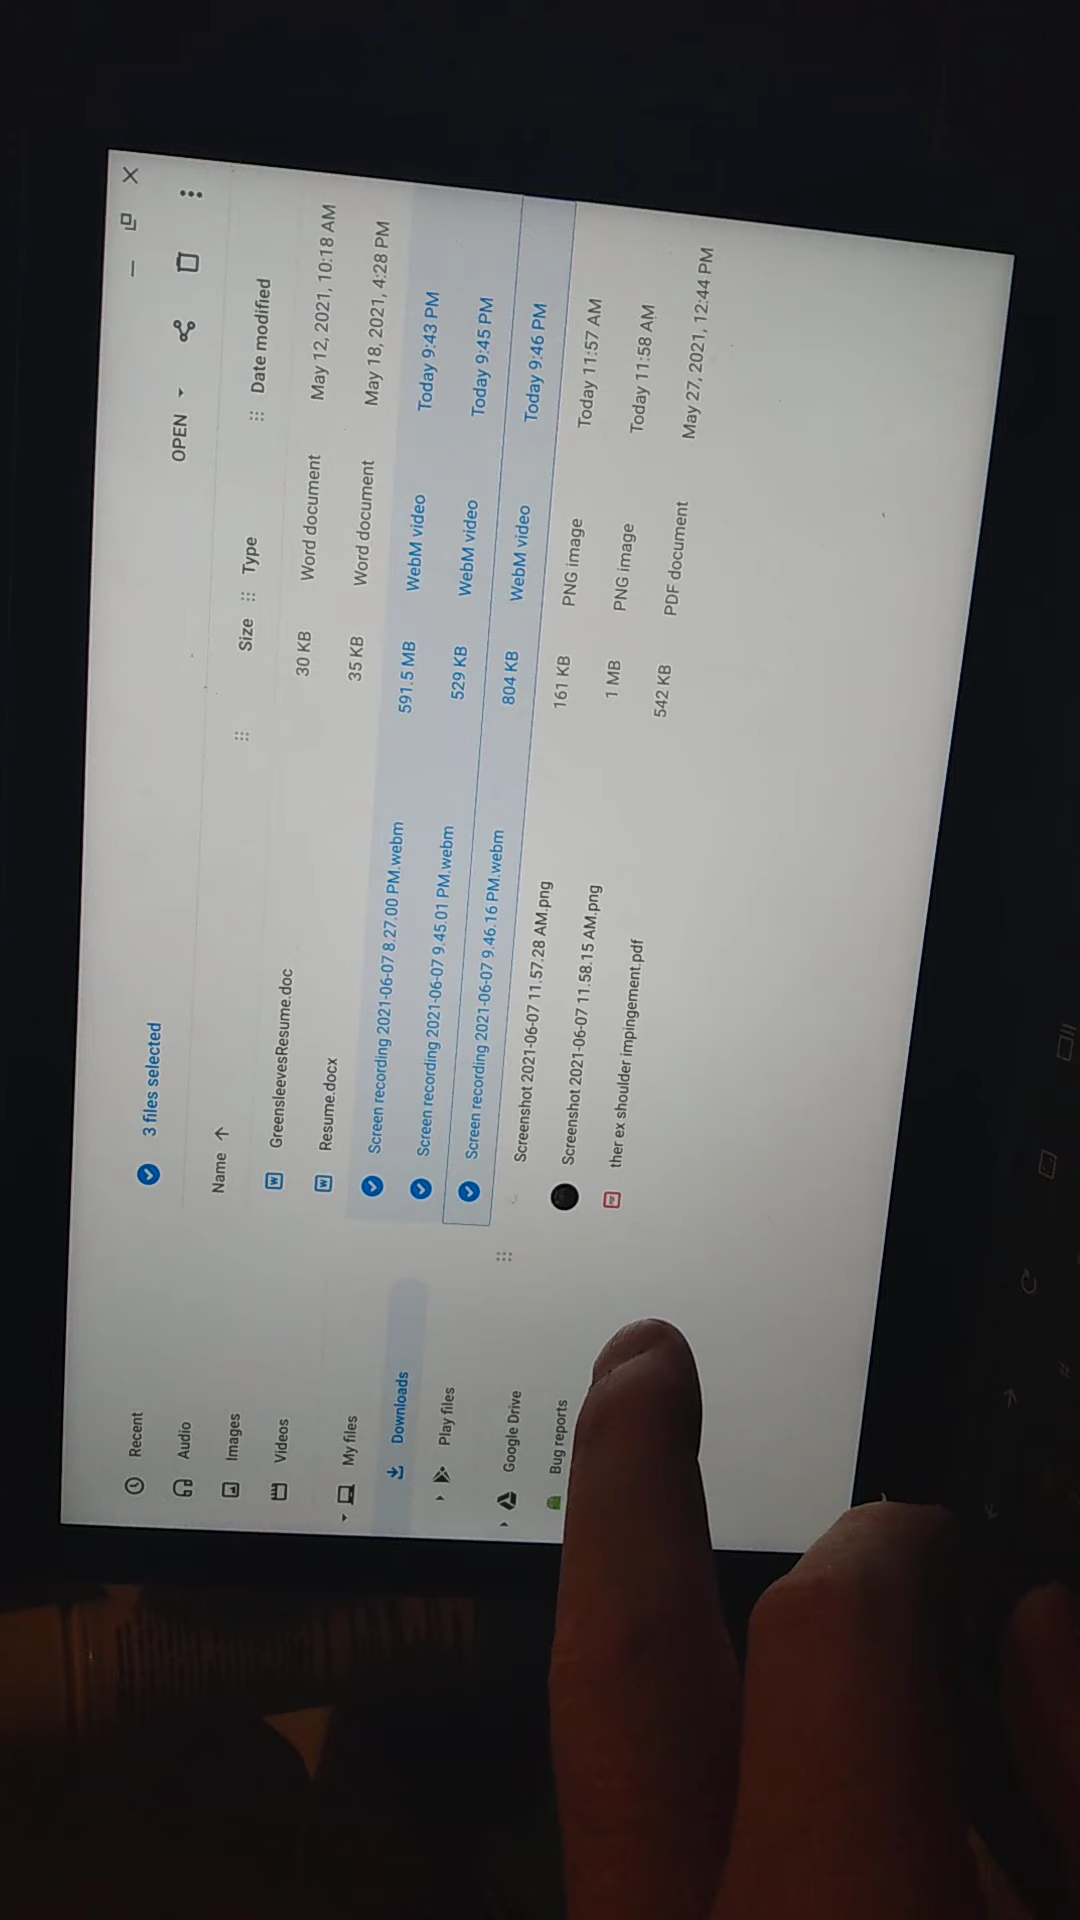 3 files selected
OPEN
Name Size Type Date modified
GreensleevesResume.doc 30 KB Word document May 12, 2021, 10:18 AM
Resume.docx 35 KB Word document May 18, 2021, 4:28 PM
Screen recording 2021-06-07 8.27.00 PM.webm 591.5 MB WebM video Today 9:43 PM
Screen recording 2021-06-07 9.45.01 PM.webm 529 KB WebM video Today 9:45 PM
Screen recording 2021-06-07 9.46.16 PM.webm 804 KB WebM video Today 9:46 PM
Screenshot 2021-06-07 11.57.28 AM.png 161 KB PNG image Today 11:57 AM
Screenshot 2021-06-07 11.58.15 AM.png 1 MB PNG image Today 11:58 AM
ther ex shoulder impingement.pdf 542 KB PDF document May 27, 2021, 12:44 PM
Recent
Audio
Images
Videos
My files
Downloads
Play files
Google Drive
Bug reports